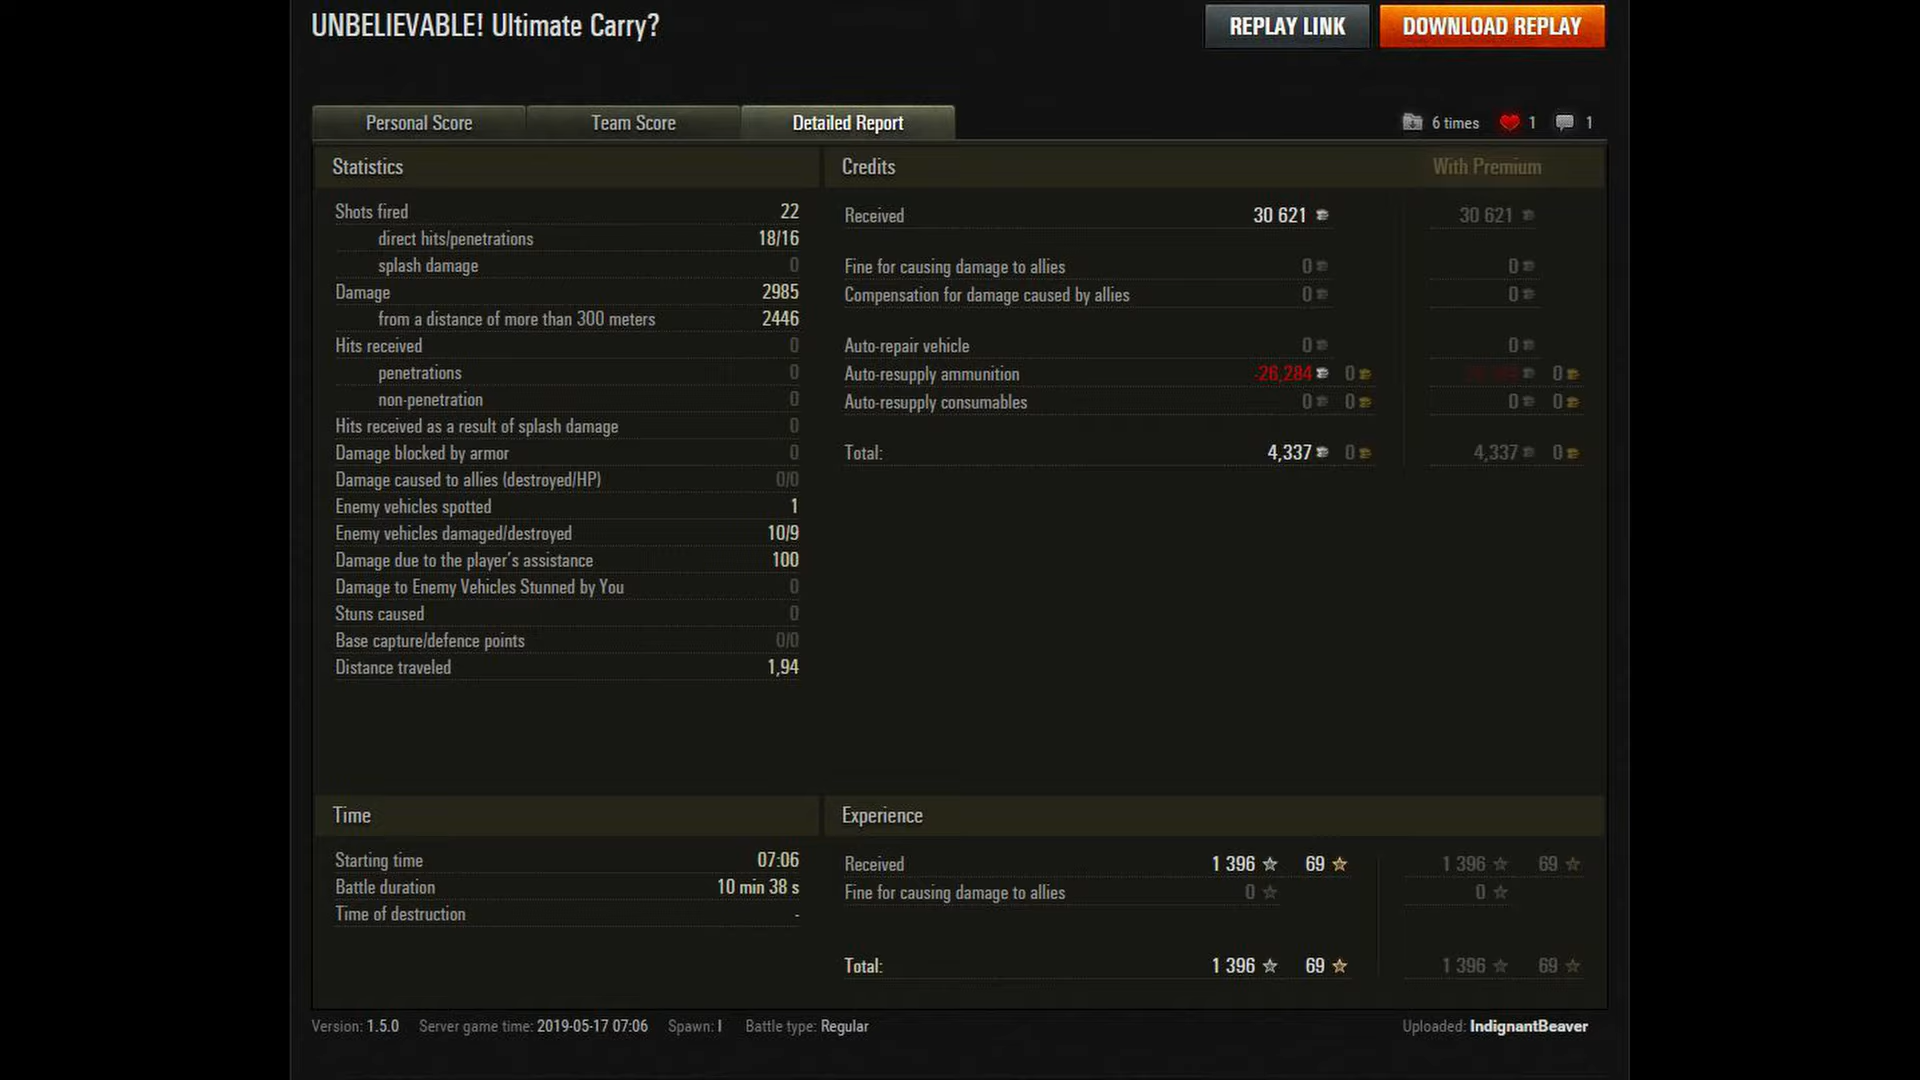 UNBELIEVABLE! Ultimate Carry?
REPLAY LINK
DOWNLOAD REPLAY
Personal Score
Team Score
Detailed Report
6 times
1
1
Statistics
Shots fired 22
direct hits/penetrations 18/16
splash damage 0
Damage 2985
from a distance of more than 300 meters 2446
Hits received 0
penetrations 0
non-penetration 0
Hits received as a result of splash damage 0
Damage blocked by armor 0
Damage caused to allies (destroyed/HP) 0/0
Enemy vehicles spotted 1
Enemy vehicles damaged/destroyed 10/9
Damage due to the player's assistance 100
Damage to Enemy Vehicles Stunned by You 0
Stuns caused 0
Base capture/defence points 0/0
Distance traveled 1,94
Credits With Premium
Received 30 621 30 621
Fine for causing damage to allies 0 0
Compensation for damage caused by allies 0 0
Auto-repair vehicle 0 0
Auto-resupply ammunition -26,284 0 0
Auto-resupply consumables 0 0 0 0
Total: 4,337 0 4,337 0
Time
Starting time 07:06
Battle duration 10 min 38 s
Time of destruction -
Experience
Received 1 396 69 1 396 69
Fine for causing damage to allies 0 0
Total: 1 396 69 1 396 69
Version: 1.5.0 Server game time: 2019-05-17 07:06 Spawn: I Battle type: Regular
Uploaded: IndignantBeaver